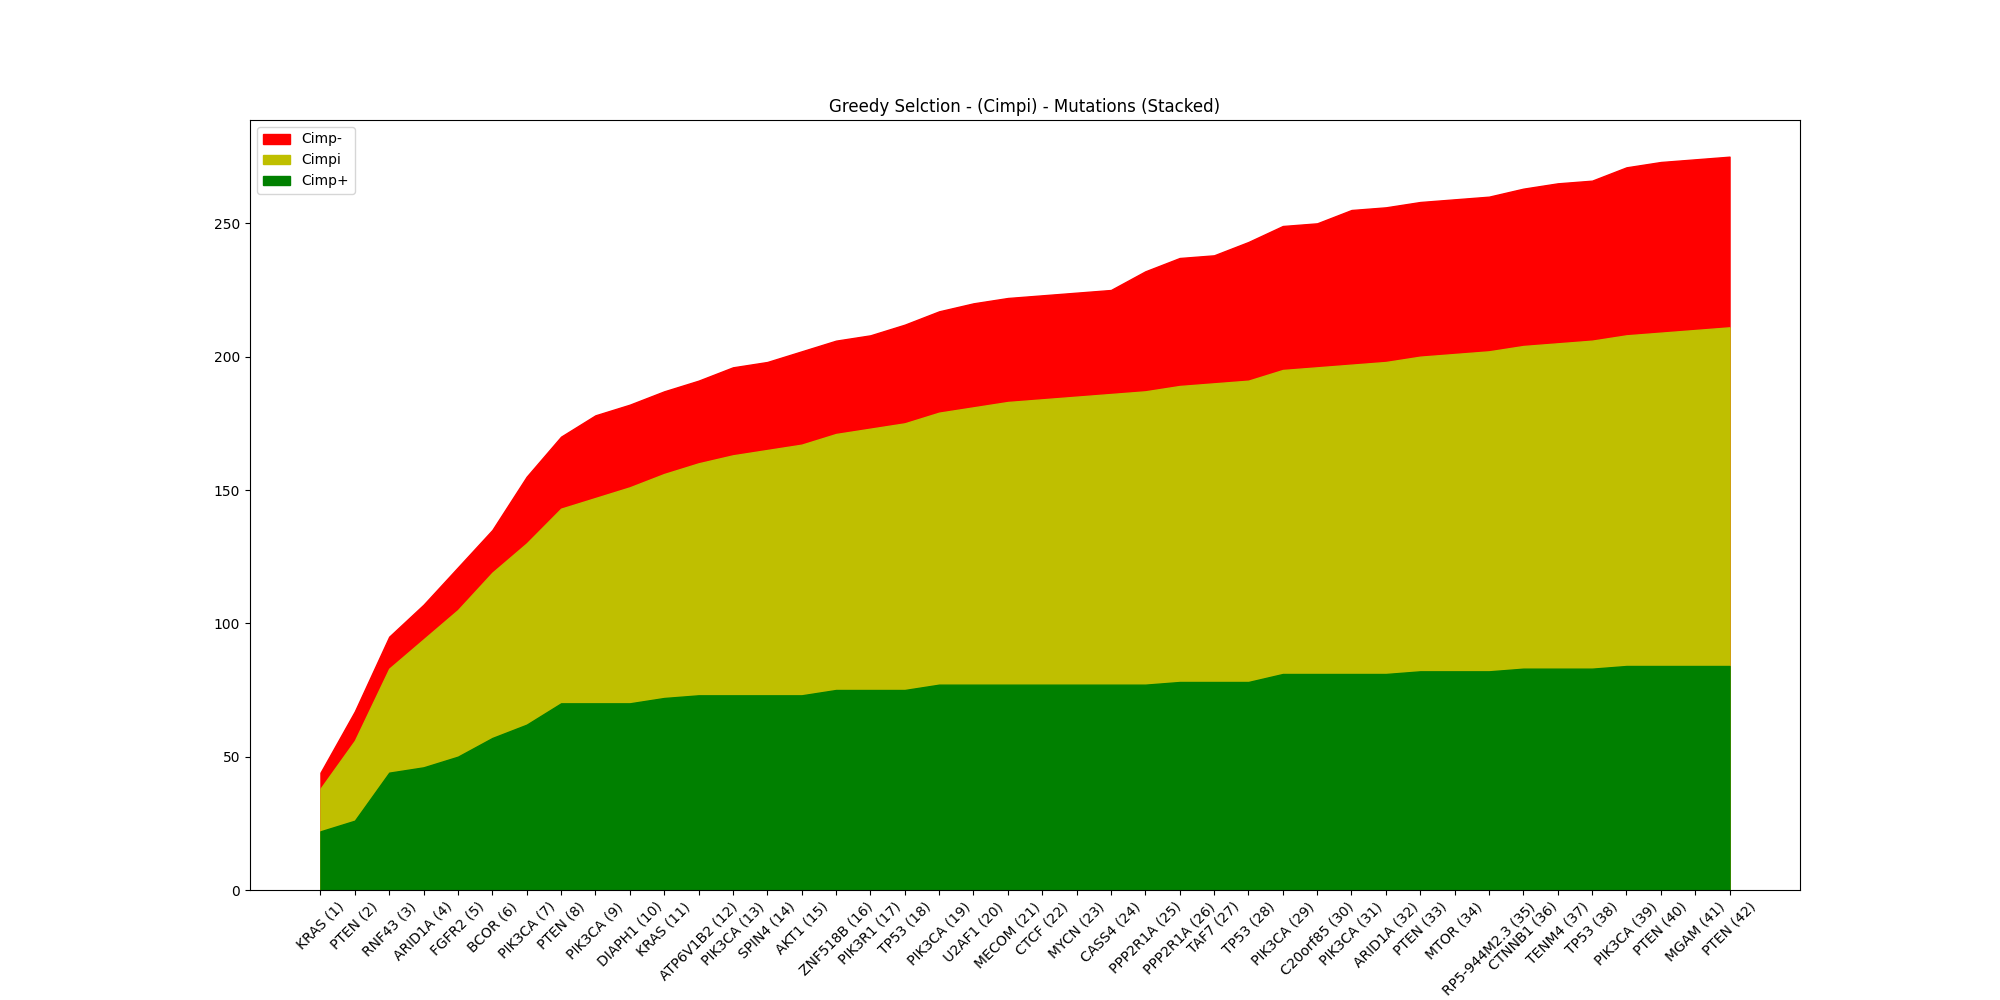 Greedy Selction - (Cimpi) - Mutations (Stacked)
Cimp-
Cimpi
Cimp+
250
200
150
100
50
0
KRAS (1)
PTEN (2)
RNF43 (3)
ARID1A (4)
FGFR2 (5)
BCOR (6)
PIK3CA (7)
PTEN (8)
PIK3CA (9)
DIAPH1 (10)
KRAS (11)
ATP6V1B2 (12)
PIK3CA (13)
SPIN4 (14)
AKT1 (15)
ZNF518B (16)
PIK3R1 (17)
TP53 (18)
PIK3CA (19)
U2AF1 (20)
MECOM (21)
CTCF (22)
MYCN (23)
CASS4 (24)
PPP2R1A (25)
PPP2R1A (26)
TAF7 (27)
TP53 (28)
PIK3CA (29)
C20orf85 (30)
PIK3CA (31)
ARID1A (32)
PTEN (33)
MTOR (34)
RP5-944M2.3 (35)
CTNNB1 (36)
TENM4 (37)
TP53 (38)
PIK3CA (39)
PTEN (40)
MGAM (41)
PTEN (42)